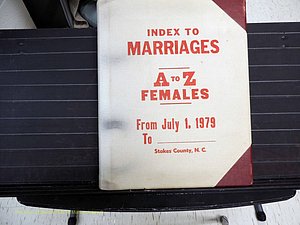 INDEX TO
MARRIAGES
A TO Z
FEMALES
From July 1, 1979
To
Stokes County, N. C.